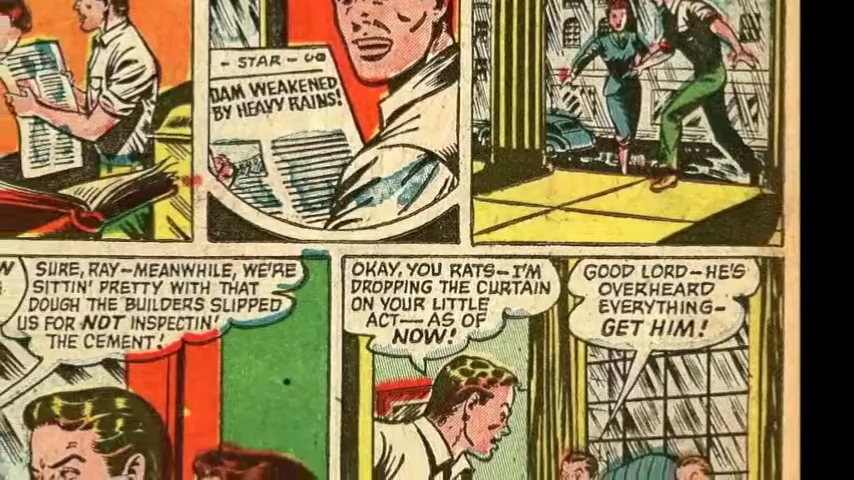 - STAR -
DAM WEAKENED
BY HEAVY RAINS!
SURE, RAY—MEANWHILE, WE'RE
SITTIN' PRETTY WITH THAT
DOUGH THE BUILDERS SLIPPED
US FOR NOT INSPECTIN'
THE CEMENT!
OKAY, YOU RATS—I'M
DROPPING THE CURTAIN
ON YOUR LITTLE
ACT—AS OF
NOW!
GOOD LORD—HE'S
OVERHEARD
EVERYTHING—
GET HIM!